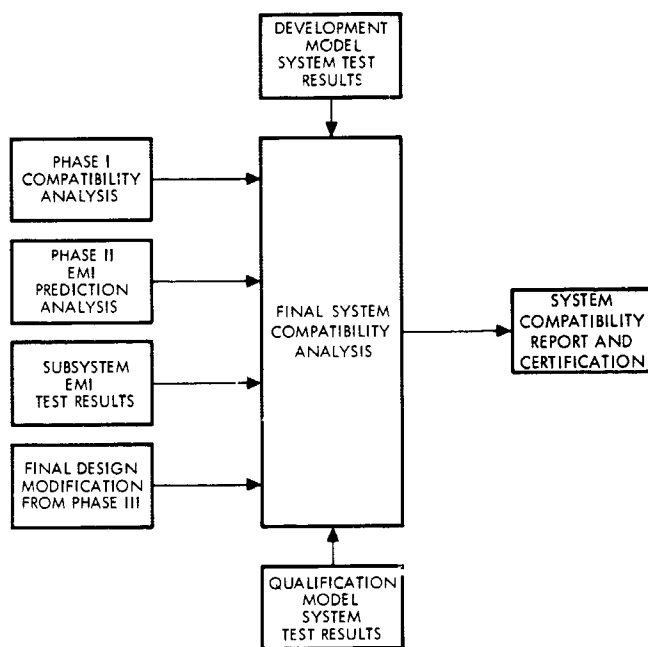 DEVELOPMENT
MODEL
SYSTEM TEST
RESULTS
PHASE I
COMPATIBILITY
ANALYSIS
PHASE II
EMI
PREDICTION
ANALYSIS
SUBSYSTEM
EMI
TEST RESULTS
FINAL DESIGN
MODIFICATION
FROM PHASE III
FINAL SYSTEM
COMPATIBILITY
ANALYSIS
SYSTEM
COMPATIBILITY
REPORT AND
CERTIFICATION
QUALIFICATION
MODEL
SYSTEM
TEST RESULTS